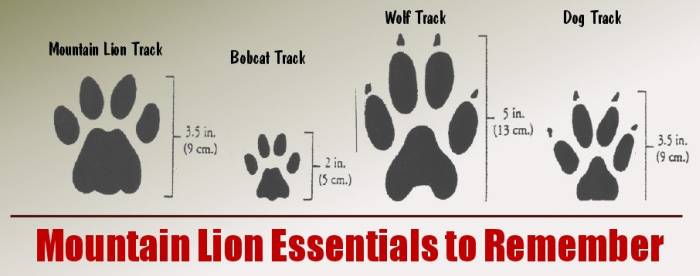 Mountain Lion Track
3.5 in.
(9 cm.)
Bobcat Track
2 in.
(5 cm.)
Wolf Track
5 in.
(13 cm.)
Dog Track
3.5 in.
(9 cm.)
Mountain Lion Essentials to Remember